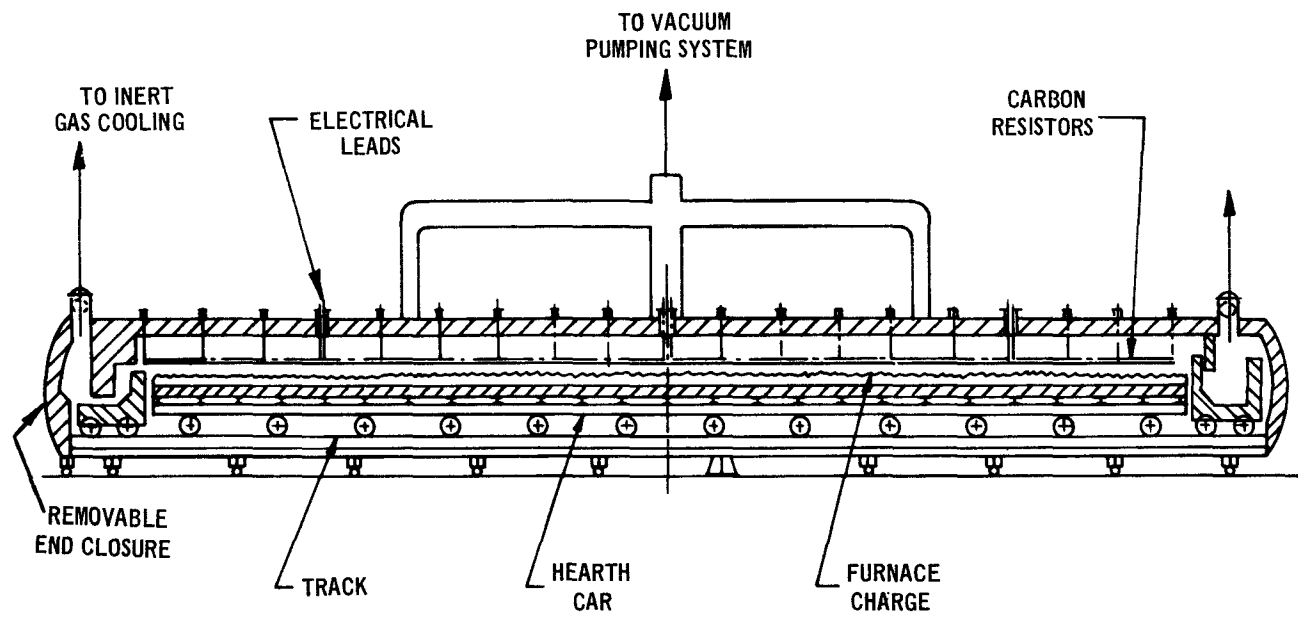 TO VACUUM
PUMPING SYSTEM
TO INERT
GAS COOLING
ELECTRICAL
LEADS
CARBON
RESISTORS
REMOVABLE
END CLOSURE
TRACK
HEARTH
CAR
FURNACE
CHARGE